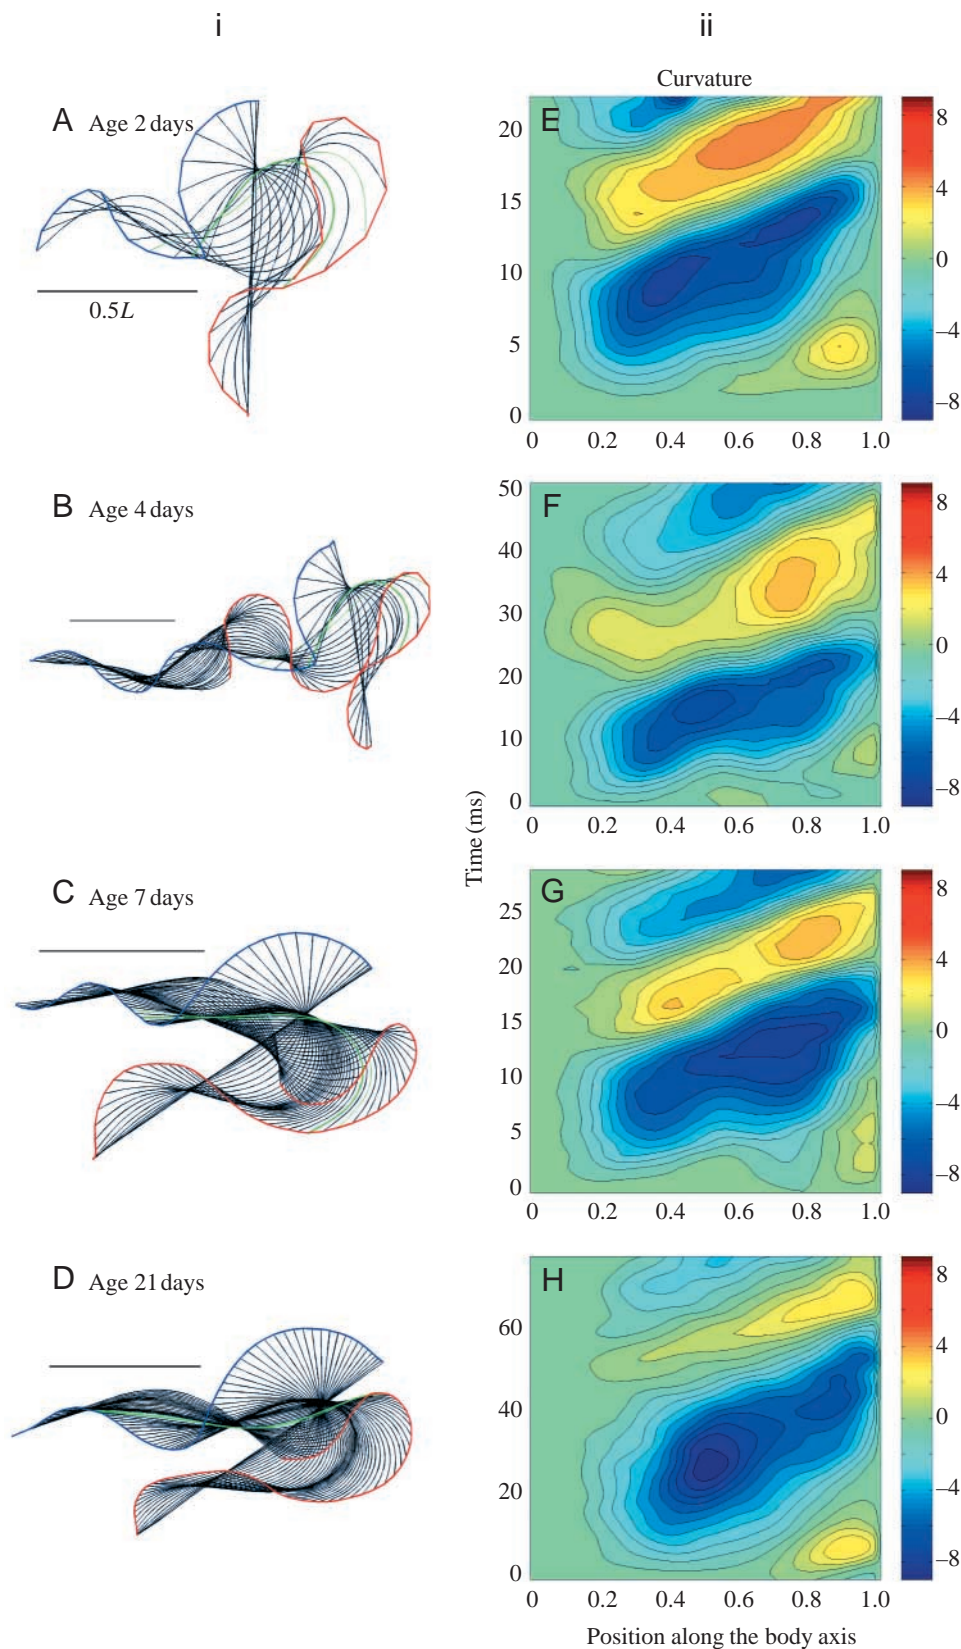 i
ii
Curvature
A Age 2 days
0.5L
E
20
15
10
5
0
0 0.2 0.4 0.6 0.8 1.0
8
4
0
–4
–8
B Age 4 days
F
50
40
30
20
10
0
0 0.2 0.4 0.6 0.8 1.0
8
4
0
–4
–8
Time (ms)
C Age 7 days
G
25
20
15
10
5
0
0 0.2 0.4 0.6 0.8 1.0
8
4
0
–4
–8
D Age 21 days
H
60
40
20
0
0 0.2 0.4 0.6 0.8 1.0
8
4
0
–4
–8
Position along the body axis